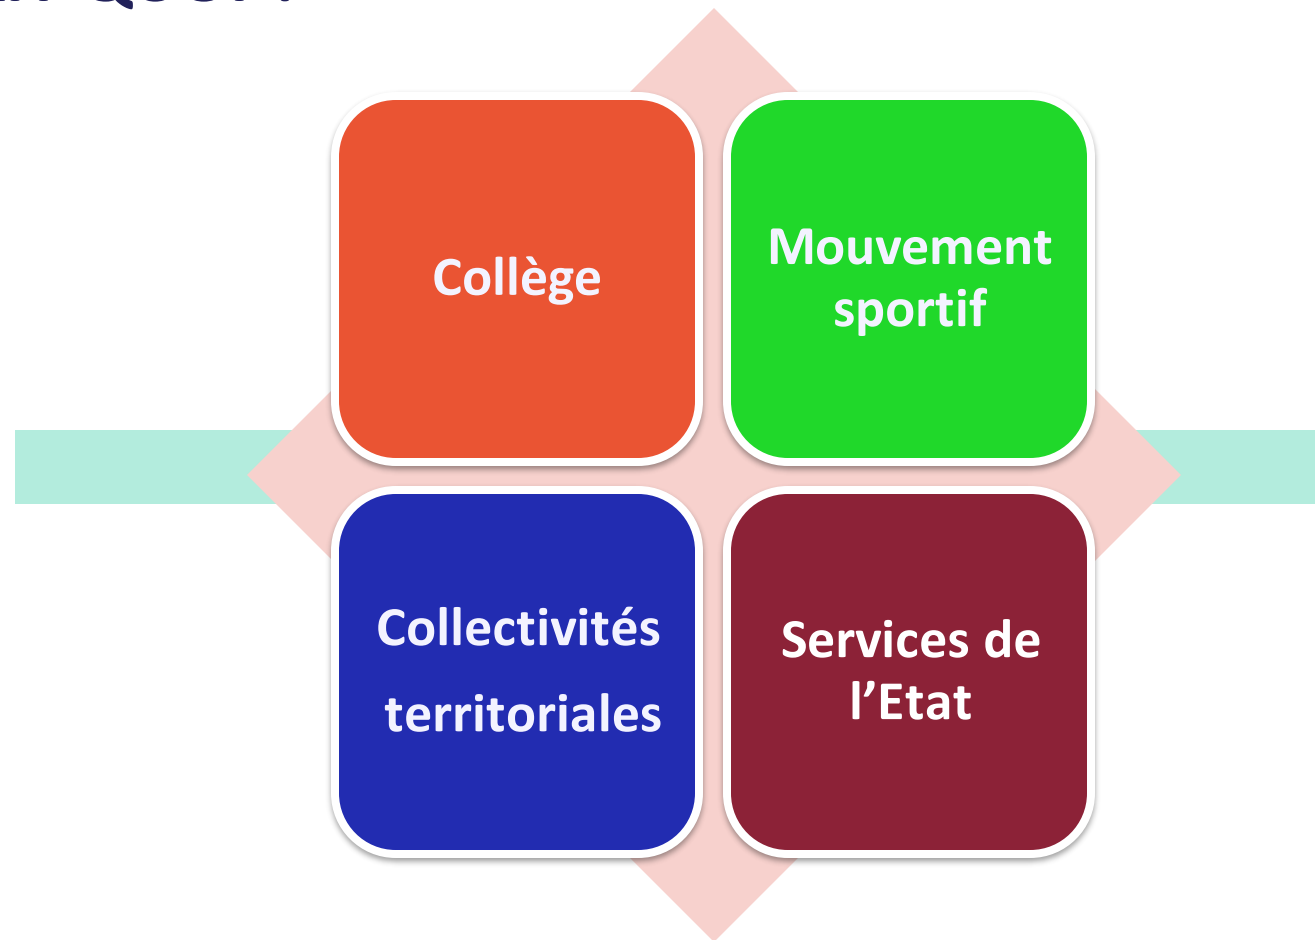 Collège
Mouvement
sportif
Collectivités
territoriales
Services de
l’Etat